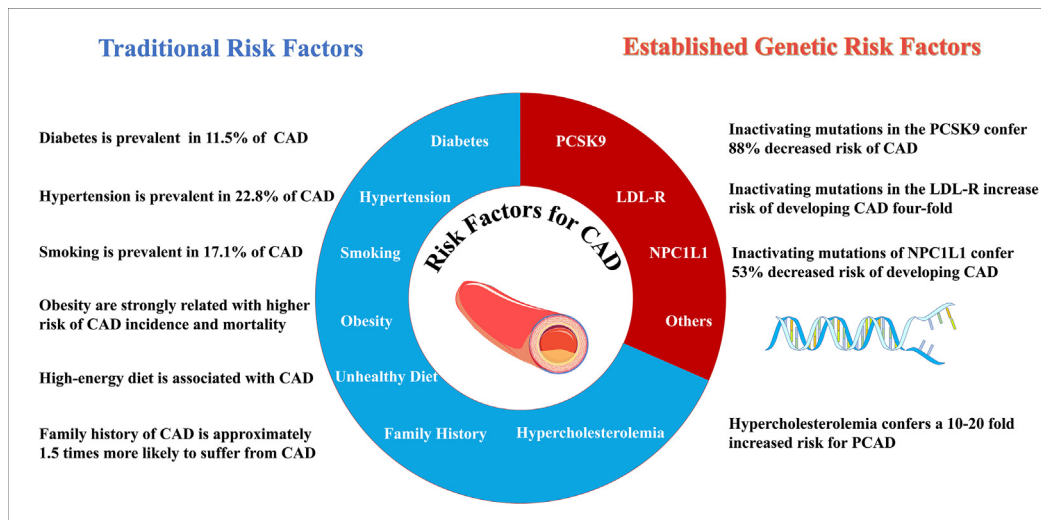 Traditional Risk Factors
Established Genetic Risk Factors
Diabetes is prevalent in 11.5% of CAD
Hypertension is prevalent in 22.8% of CAD
Smoking is prevalent in 17.1% of CAD
Obesity are strongly related with higher
risk of CAD incidence and mortality
High-energy diet is associated with CAD
Family history of CAD is approximately
1.5 times more likely to suffer from CAD
Diabetes
Hypertension
Smoking
Obesity
Unhealthy Diet
Family History
Hypercholesterolemia
Risk Factors for CAD
PCSK9
LDL-R
NPC1L1
Others
Inactivating mutations in the PCSK9 confer
88% decreased risk of CAD
Inactivating mutations in the LDL-R increase
risk of developing CAD four-fold
Inactivating mutations of NPC1L1 confer
53% decreased risk of developing CAD
Hypercholesterolemia confers a 10-20 fold
increased risk for PCAD